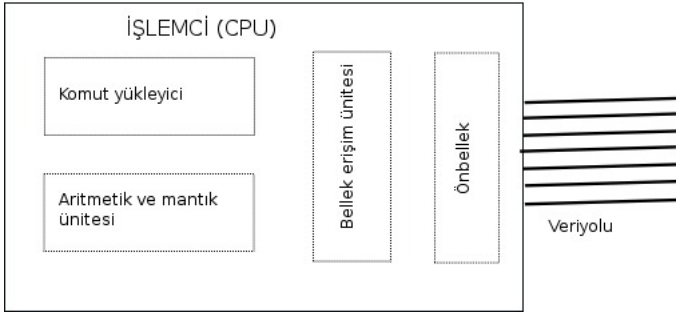 İŞLEMCİ (CPU)
Komut yükleyici
Aritmetik ve mantık
ünitesi
Bellek erişim ünitesi
Önbellek
Veriyolu